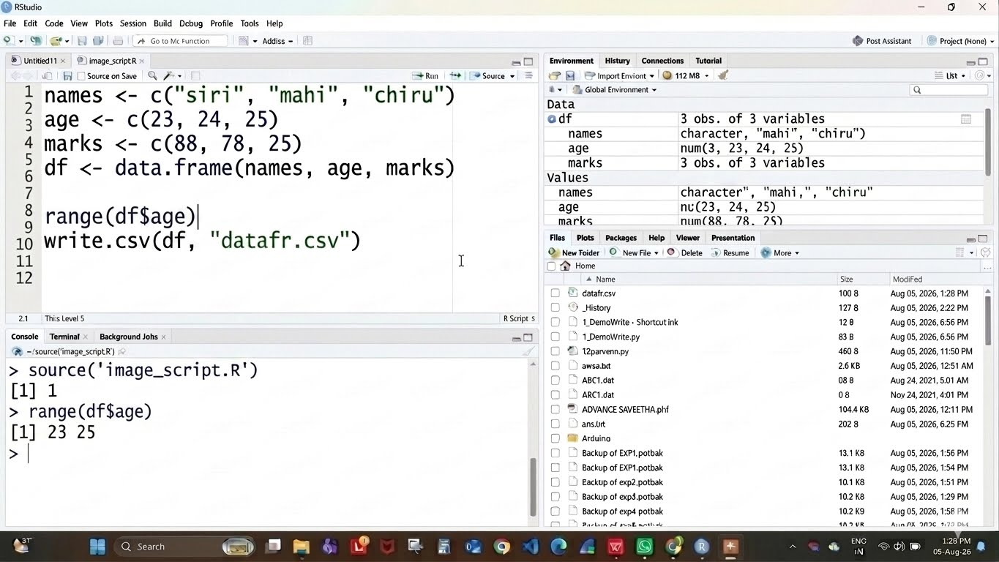 RStudio
File Edit Code View Plots Session Build Debug Profile Tools Help
Go to Mc Function Addiss Post Assistant Project (None)
Untitled11 image_script.R
Source on Save Run Source
1 names <- c("siri", "mahi", "chiru")
2
3 age <- c(23, 24, 25)
4 marks <- c(88, 78, 25)
5 df <- data.frame(names, age, marks)
6
7
8 range(df$age)
9
10 write.csv(df, "datafr.csv")
11
12
2.1 This Level 5 R Script s
Console Terminal Background Jobs
~/source('image_script.R')
> source('image_script.R')
[1] 1
> range(df$age)
[1] 23 25
>
Environment History Connections Tutorial
Import Enviont 112 M8 List
Global Environment
Data
df 3 obs. of 3 variables
names character, "mahi", "chiru")
age num(3, 23, 24, 25)
marks 3 obs. of 3 variables
Values
names character", "mahi,", "chiru"
age (23, 24, 25)
marks num(88, 78, 25)
Files Plots Packages Help Viewer Presentation
New Folder New File Delete Resume More
Home ...
Name Size ModiFed
datafr.csv 100 8 Aug 05, 2026, 1:28 PM
_History 127 8 Aug 05, 2026, 2:22 PM
1_DemoWrite · Shortcut ink 12 8 Aug 05, 2026, 6:56 PM
1_DemoWrite.py 83 B Aug 05, 2026, 6:56 PM
12parvenn.py 460 8 Aug 05, 2026, 11:50 PM
awsa.txt 2.6 KB Aug 05, 2026, 12:51 AM
ABC1.dat 08 8 Aug 24, 2021, 5.01 AM
ARC1.dat 0 8 Nov 24, 2021, 4:01 PM
ADVANCE SAVEETHA.phf 104.4 K8 Aug 05, 2026, 12:11 PM
202 8 Aug 05, 2026, 6.25 FM
Arduino
Backup of EXP1.potbak 13.1 K8 Aug 05, 2026, 1:56 PM
Backup of EXP1.potbak 13.1 K8 Aug 05, 2026, 1:54 PM
Backup of exp2.potbak 10.1 K8 Aug 05, 2026, 1:51 PM
Backup of exp3.potbak 10.2 K8 Aug 05, 2026, 1:29 PM
Backup of exp4 potbak 10.2 K9 Aug 05, 2026, 1:58 PM
Search
ENG
IN
1:28 PM
05-Aug-26